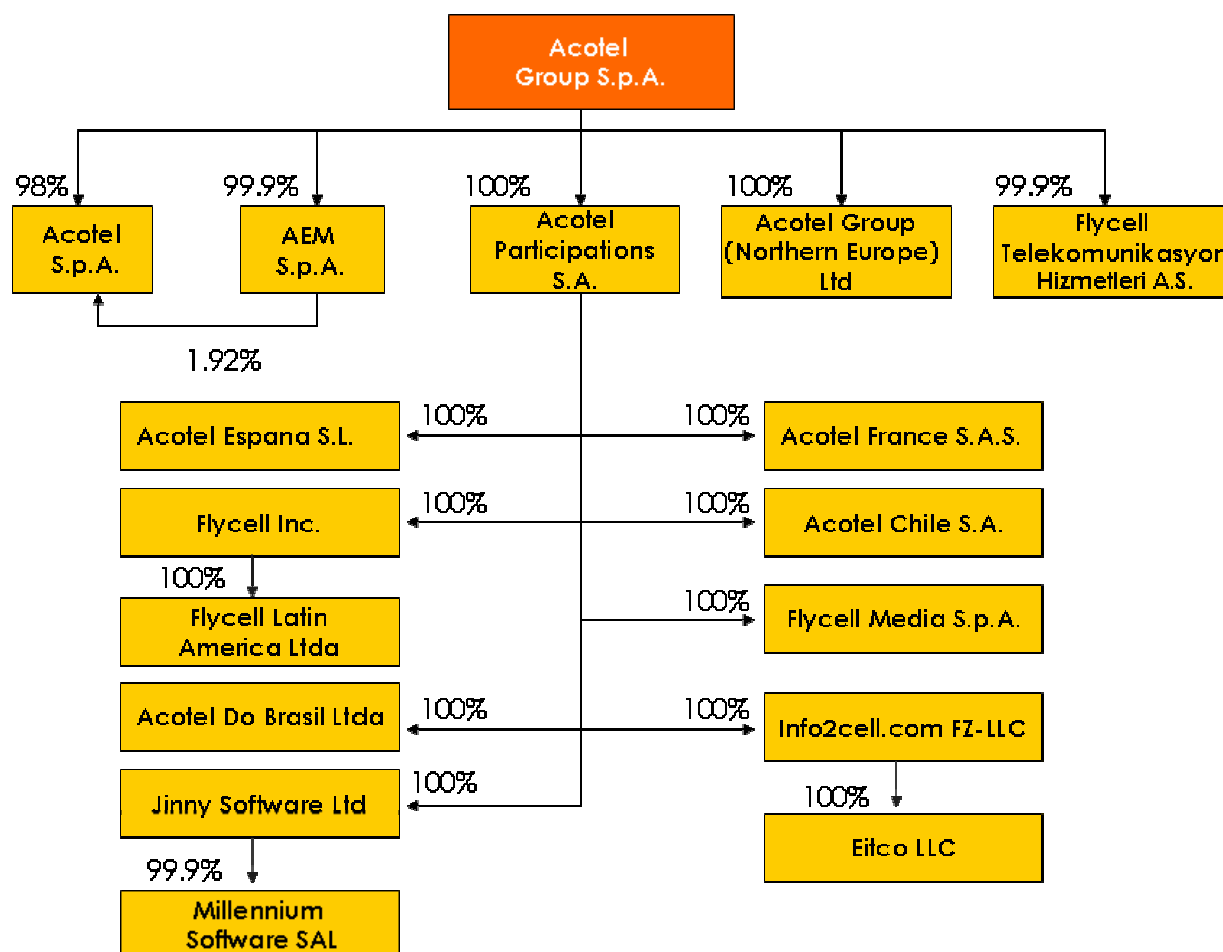 Acotel
Group S.p.A.
98%
99.9%
100%
100%
99.9%
Acotel
S.p.A.
AEM
S.p.A.
Acotel
Participations
S.A.
Acotel Group
(Northern Europe)
Ltd
Flycell
Telekomunikasyon
Hizmetleri A.S.
1.92%
100%
100%
Acotel Espana S.L.
Acotel France S.A.S.
100%
100%
Flycell Inc.
Acotel Chile S.A.
100%
100%
Flycell Latin
America Ltda
Flycell Media S.p.A.
100%
100%
Acotel Do Brasil Ltda
Info2cell.com FZ-LLC
100%
Jinny Software Ltd
100%
Eitco LLC
99.9%
Millennium
Software SAL